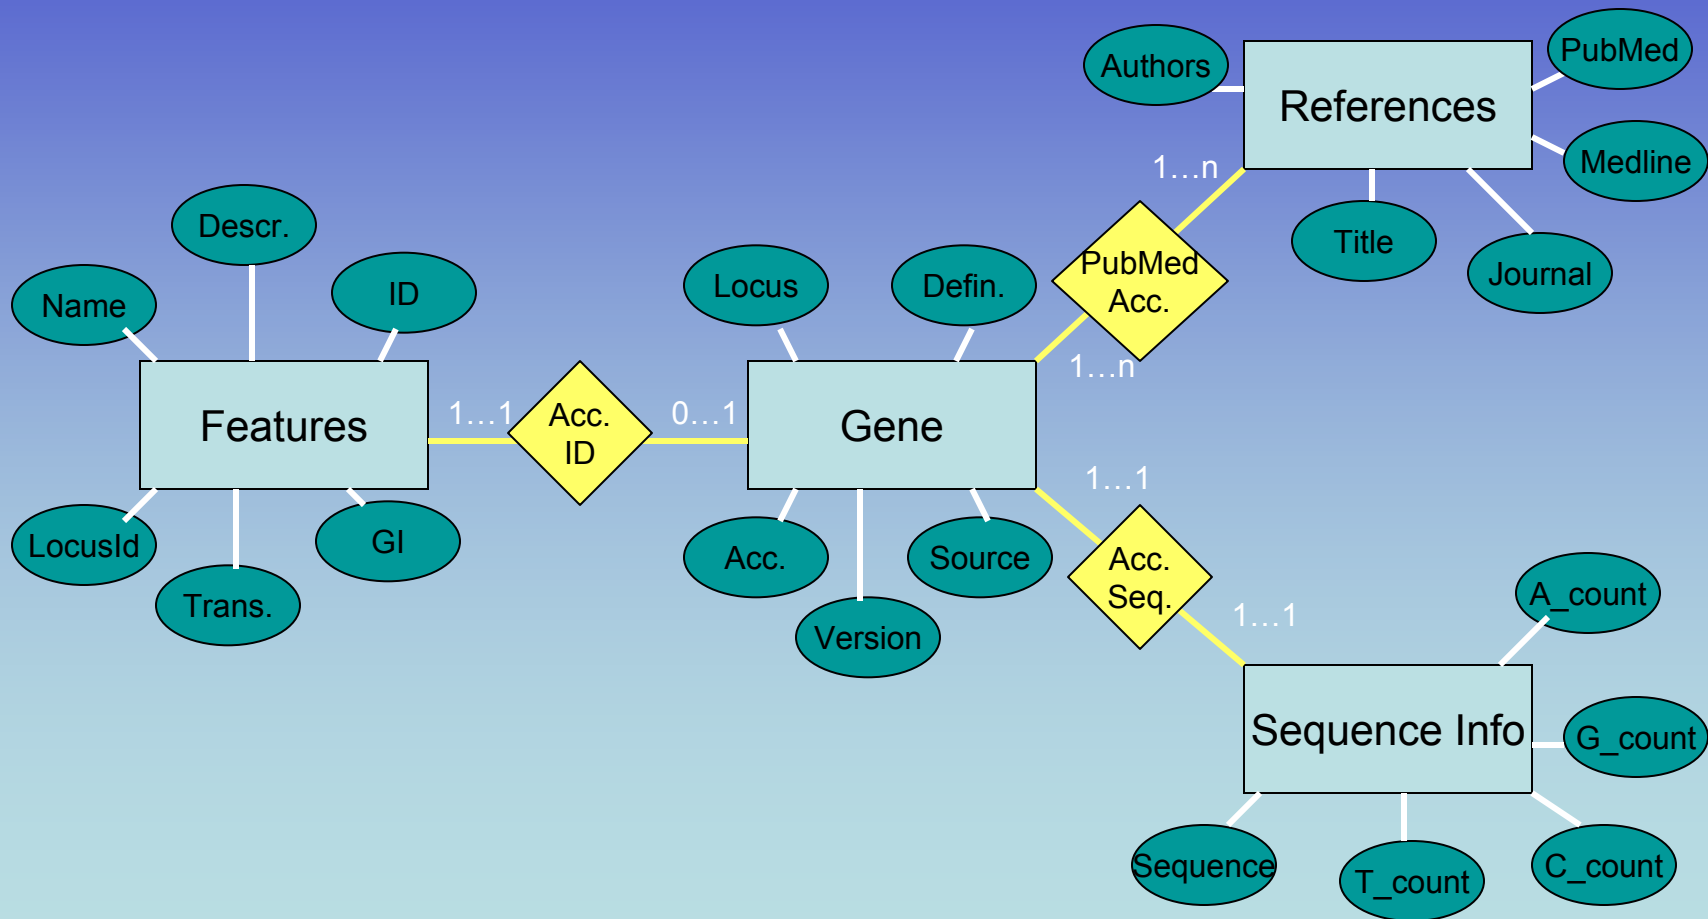 Authors
References
PubMed
Medline
Title
Journal
1…n
PubMed
Acc.
1…n
Descr.
Name
ID
Features
LocusId
Trans.
GI
1…1
Acc.
ID
0…1
Locus
Defin.
Gene
Acc.
Version
Source
1…1
Acc.
Seq.
1…1
A_count
Sequence Info
G_count
Sequence
T_count
C_count